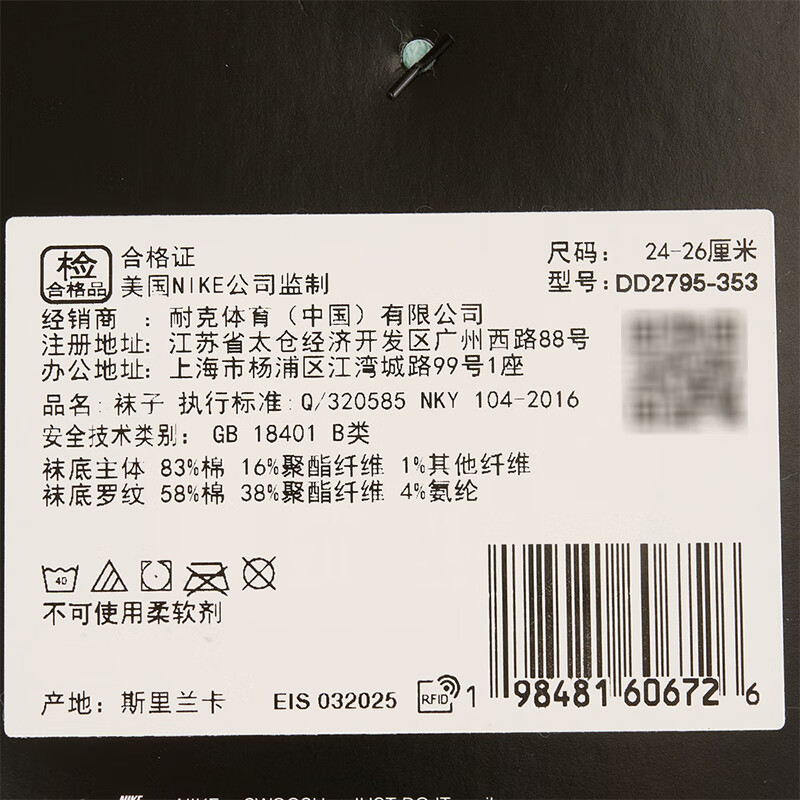 检
合格品
合格证
美国NIKE公司监制
尺码: 24-26厘米
型号:DD2795-353
经销商 : 耐克体育(中国)有限公司
注册地址: 江苏省太仓经济开发区广州西路88号
办公地址: 上海市杨浦区江湾城路99号1座
品名: 袜子 执行标准: Q/320585 NKY 104-2016
安全技术类别: GB 18401 B类
袜底主体 83%棉 16%聚酯纤维 1%其他纤维
袜底罗纹 58%棉 38%聚酯纤维 4%氨纶
40
不可使用柔软剂
产地: 斯里兰卡
EIS 032025
RFID
1 98481 60672 6
NIKE